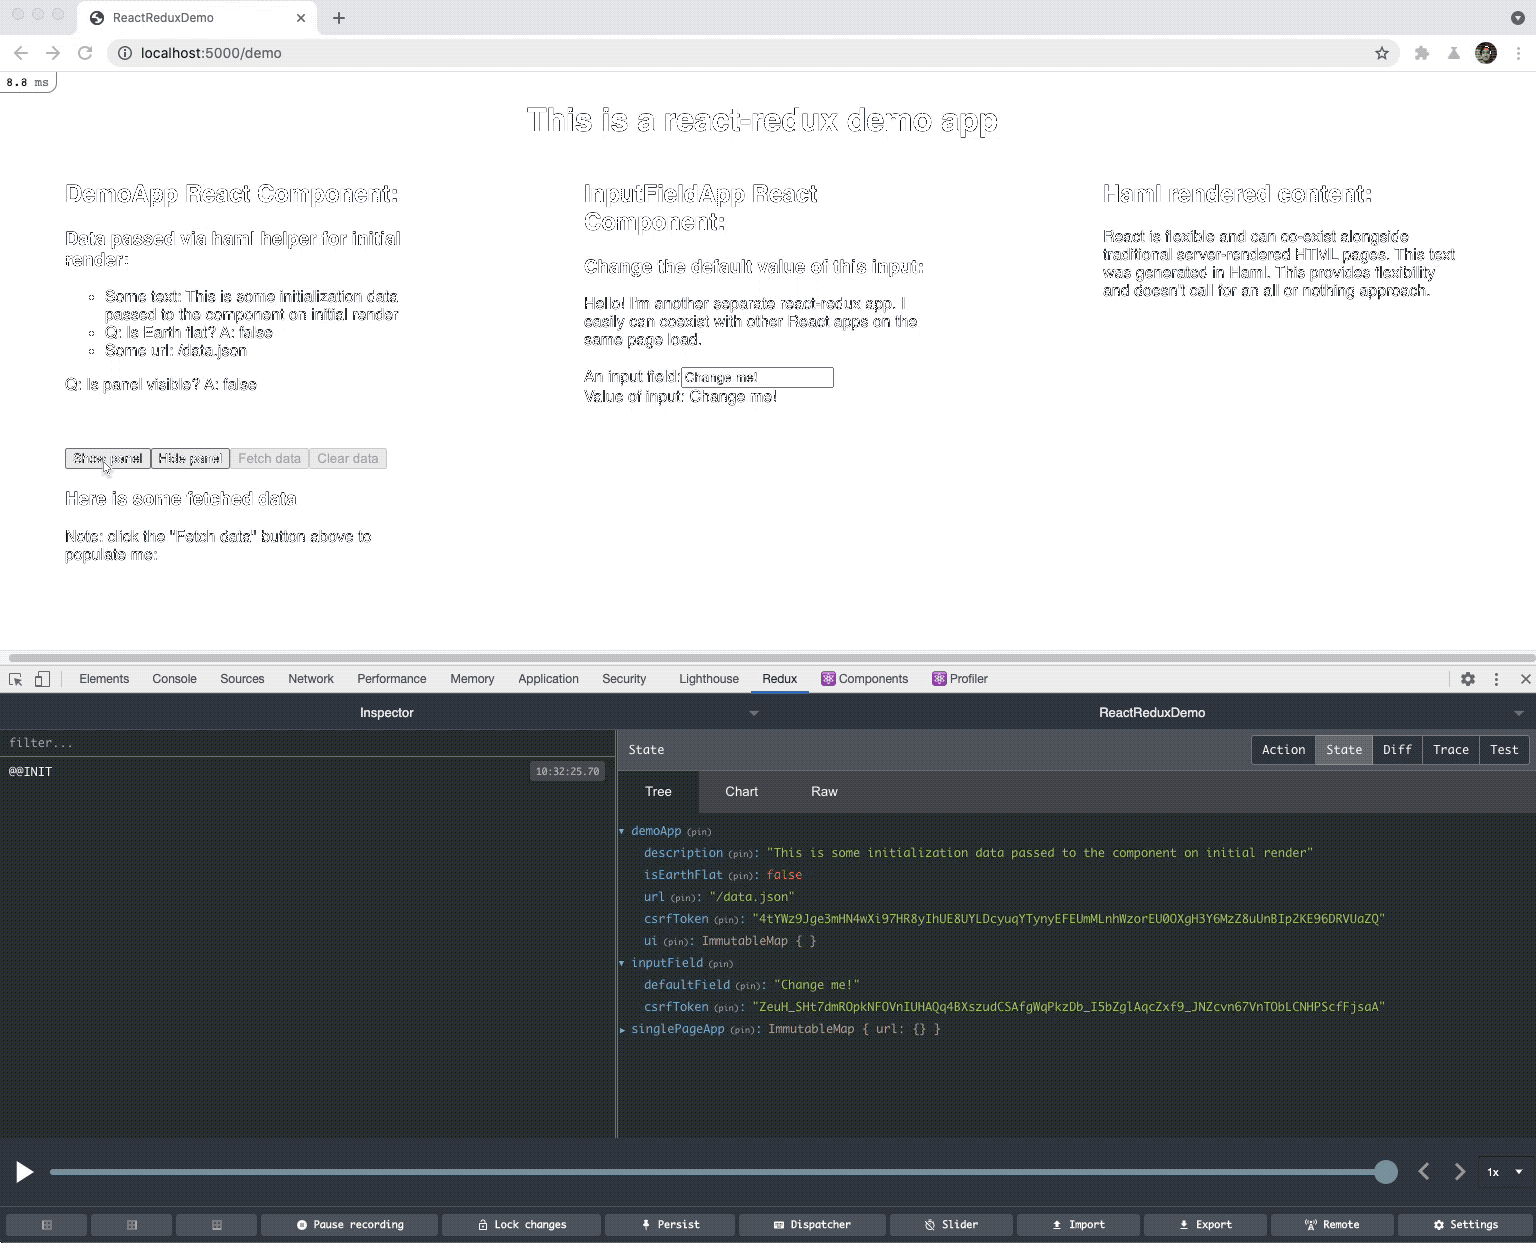 ReactReduxDemo
localhost:5000/demo
8.8 ms
This is a react-redux demo app
DemoApp React Component:
Data passed via haml helper for initial
render:
Some text: This is some initialization data
passed to the component on initial render
Q: Is Earth flat? A: false
Some url: /data.json
Q: Is panel visible? A: false
Show panel Hide panel Fetch data Clear data
Here is some fetched data
Note: click the "Fetch data" button above to
populate me:
InputFieldApp React
Component:
Change the default value of this input:
Hello! I'm another separate react-redux app. I
easily can coexist with other React apps on the
same page load.
An input field: Change me!
Value of input: Change me!
Haml rendered content:
React is flexible and can co-exist alongside
traditional server-rendered HTML pages. This text
was generated in Haml. This provides flexibility
and doesn't call for an all or nothing approach.
Elements Console Sources Network Performance Memory Application Security Lighthouse Redux Components Profiler
Inspector ReactReduxDemo
filter...
@@INIT 10:32:25.70
State Action State Diff Trace Test
Tree Chart Raw
demoApp (pin)
description (pin): "This is some initialization data passed to the component on initial render"
isEarthFlat (pin): false
url (pin): "/data.json"
csrfToken (pin): "4tYWz9Jge3mHN4wXi97HR8yIhUE8UYLDcyuqYTynyEFEUmMLnhWzorEU0OXgH3Y6MzZ8uUnBIp2KE96DRVUaZQ"
ui (pin): ImmutableMap { }
inputField (pin)
defaultField (pin): "Change me!"
csrfToken (pin): "ZeuH_SHt7dmROpkNFOVnIUHAQq4BXszudCSAfgWqPkzDb_I5bZglAqcZxf9_JNZcvn67VnTObLCNHPScfFjsaA"
singlePageApp (pin): ImmutableMap { url: {} }
1x
Pause recording Lock changes Persist Dispatcher Slider Import Export Remote Settings